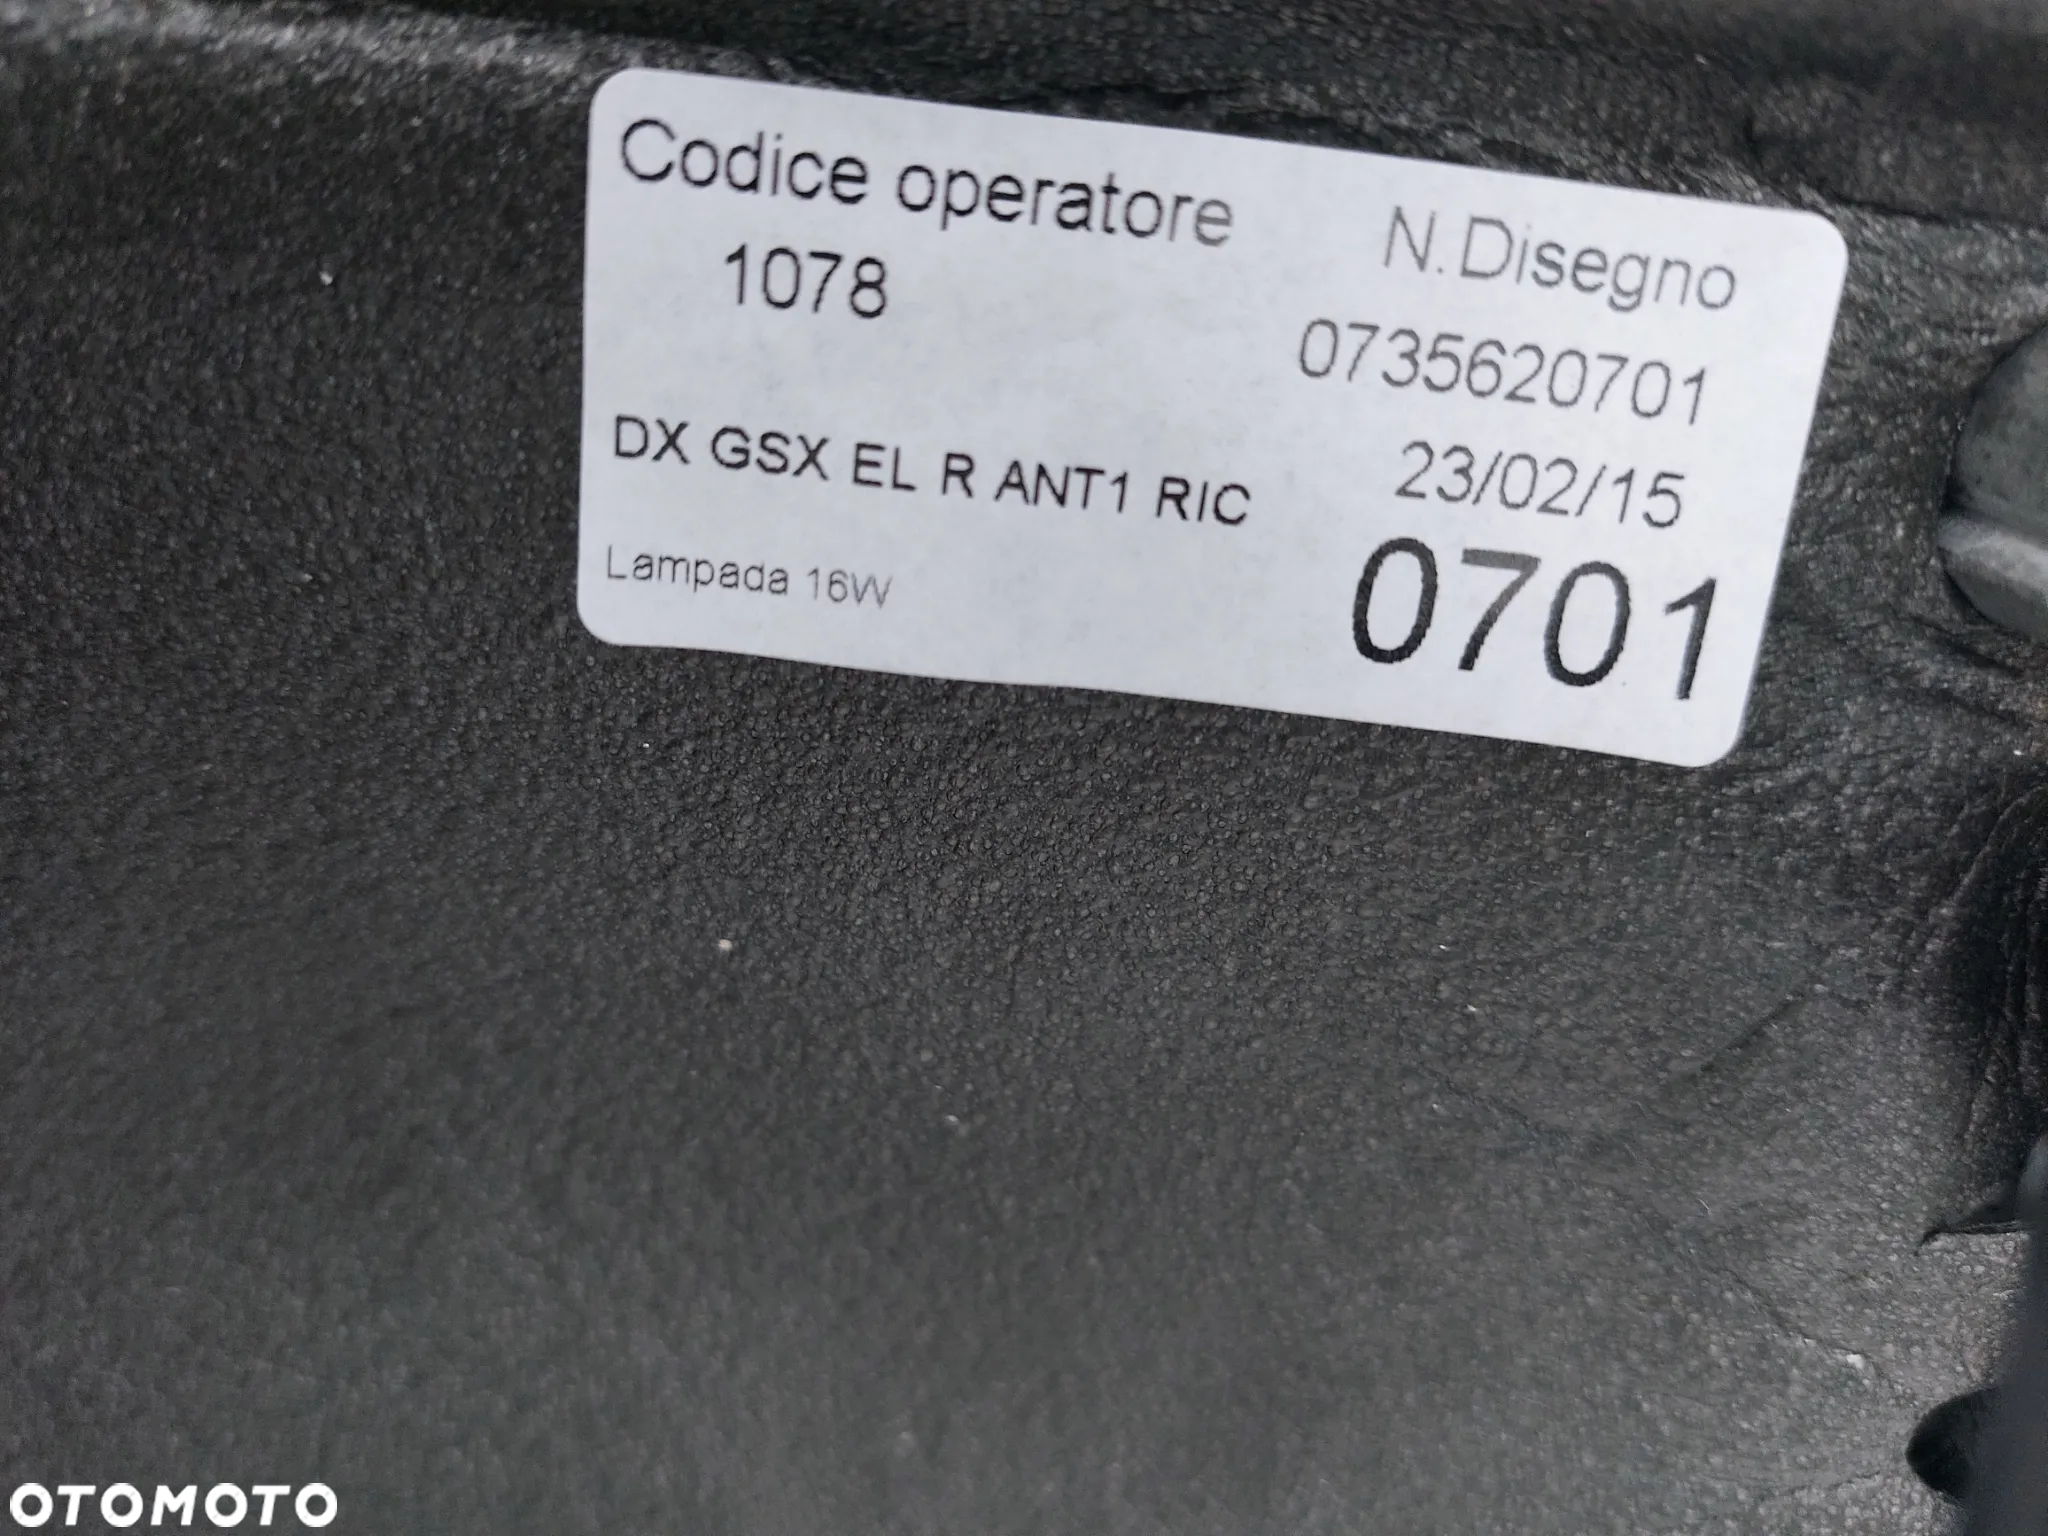 Codice operatore
1078
N.Disegno
0735620701
DX GSX EL R ANT1 RIC
23/02/15
Lampada 16W
0701
OTOMOTO